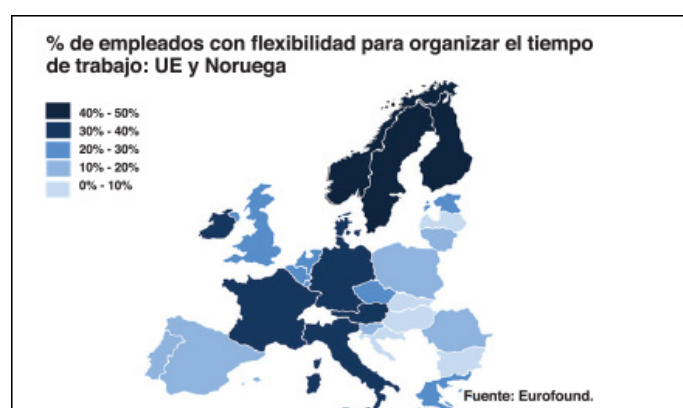 % de empleados con flexibilidad para organizar el tiempo
de trabajo: UE y Noruega
40% - 50%
30% - 40%
20% - 30%
10% - 20%
0% - 10%
Fuente: Eurofound.